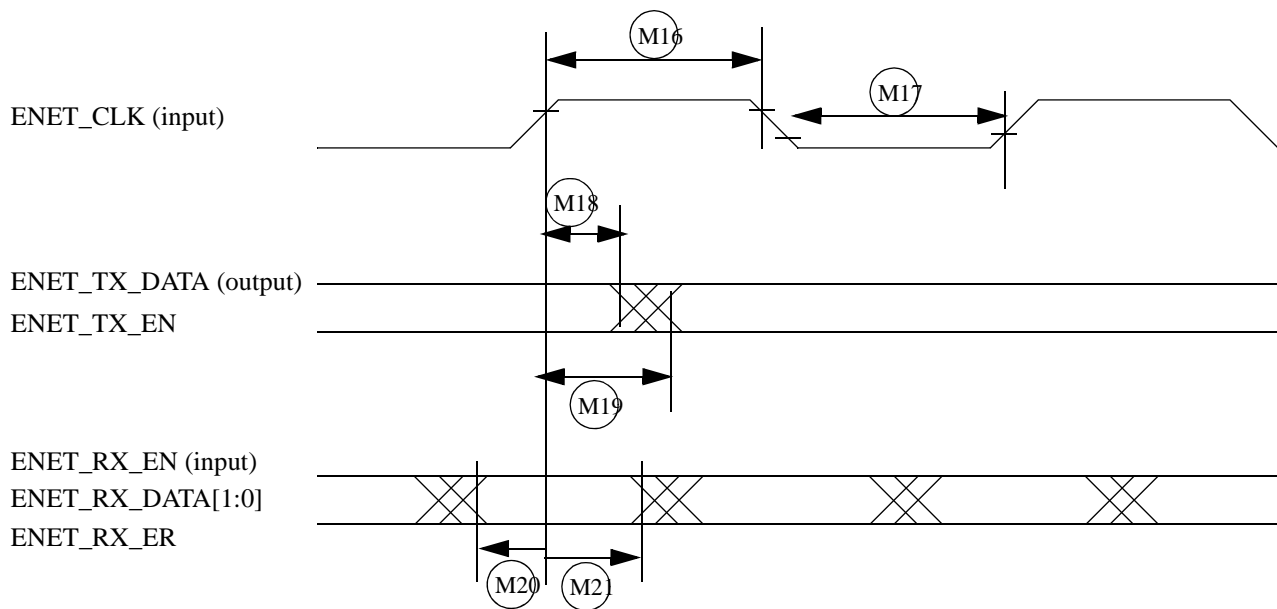 M16
ENET_CLK (input)
M17
M18
ENET_TX_DATA (output)
ENET_TX_EN
M19
ENET_RX_EN (input)
ENET_RX_DATA[1:0]
ENET_RX_ER
M20
M21